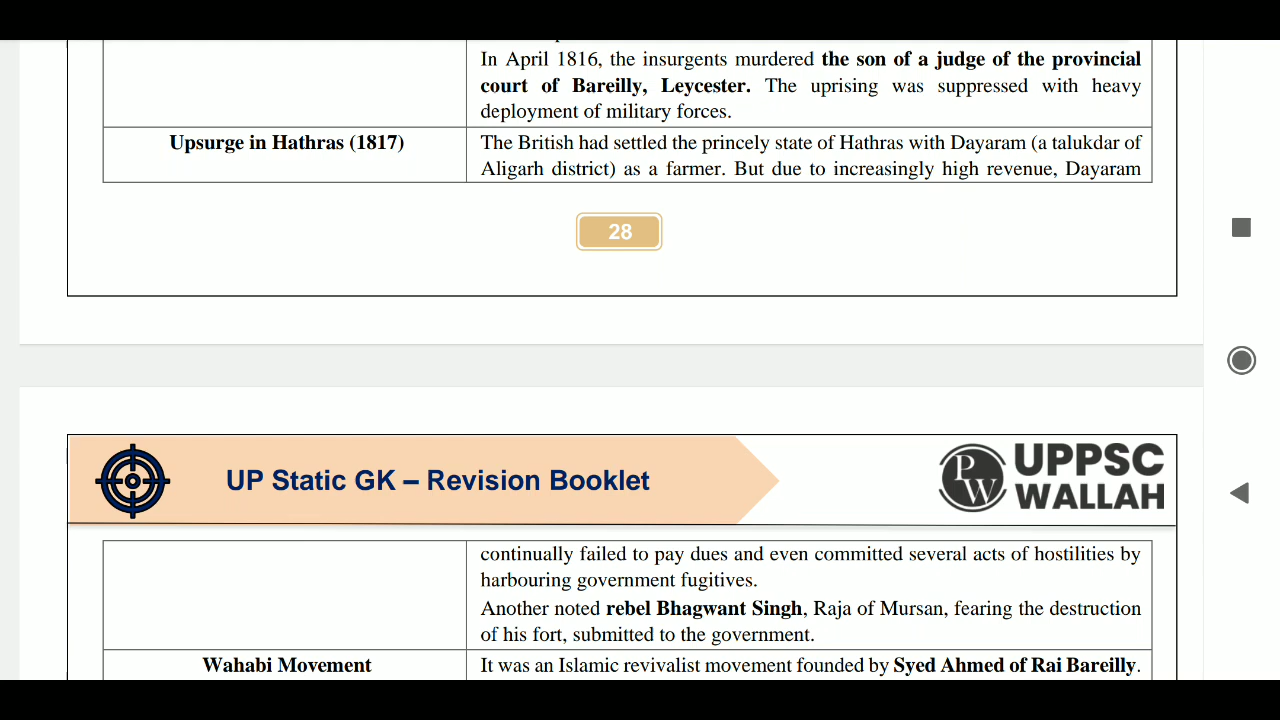 In April 1816, the insurgents murdered the son of a judge of the provincial
court of Bareilly, Leycester. The uprising was suppressed with heavy
deployment of military forces.
Upsurge in Hathras (1817)
The British had settled the princely state of Hathras with Dayaram (a talukdar of
Aligarh district) as a farmer. But due to increasingly high revenue, Dayaram
28
UP Static GK – Revision Booklet
PW
UPPSC
WALLAH
continually failed to pay dues and even committed several acts of hostilities by
harbouring government fugitives.
Another noted rebel Bhagwant Singh, Raja of Mursan, fearing the destruction
of his fort, submitted to the government.
Wahabi Movement
It was an Islamic revivalist movement founded by Syed Ahmed of Rai Bareilly.